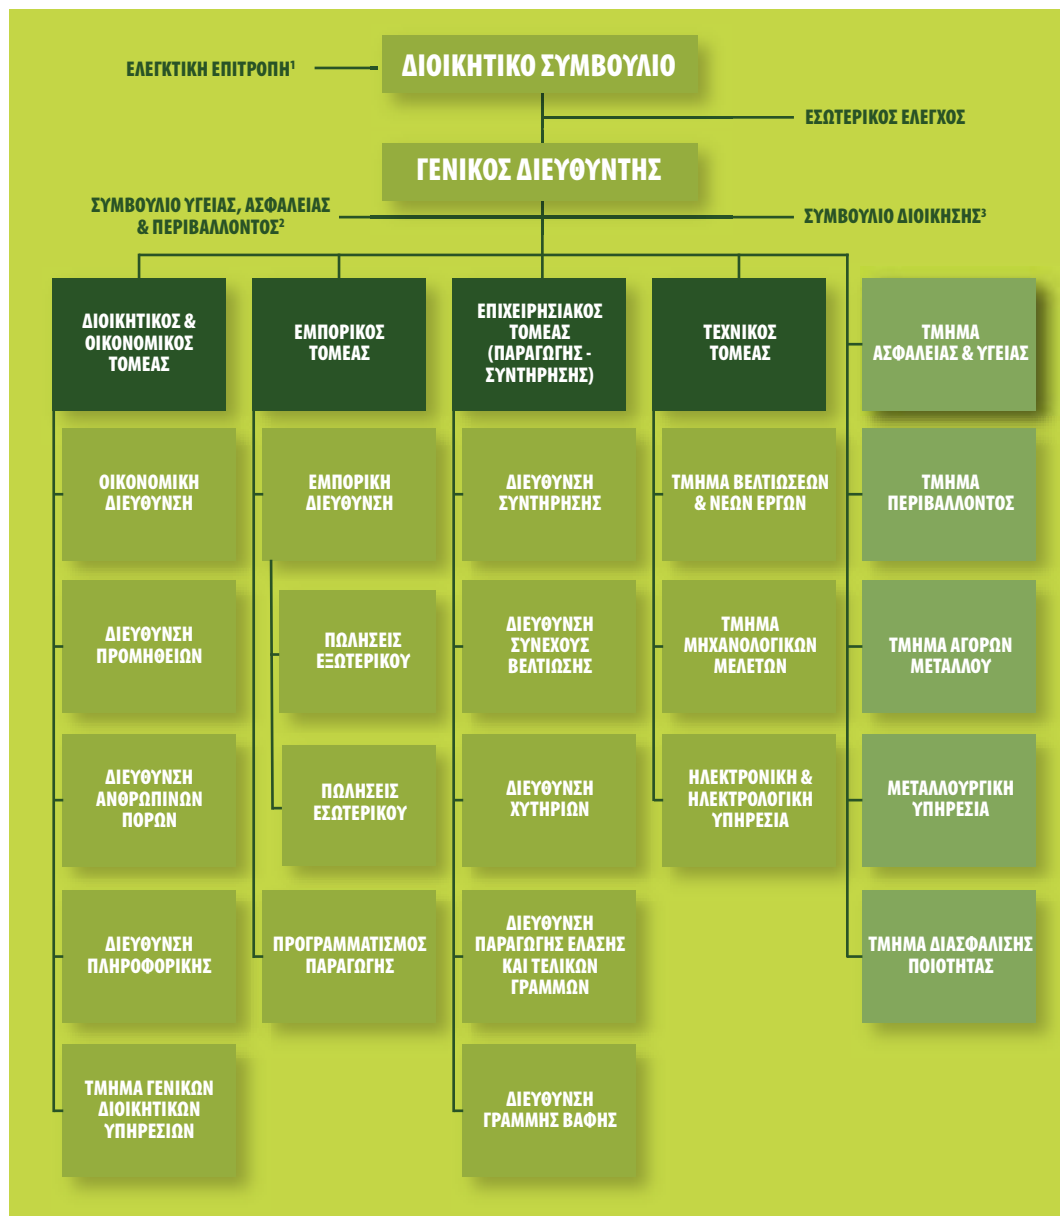 ΔΙΟΙΚΗΤΙΚΟ ΣΥΜΒΟΥΛΙΟ
ΕΛΕΓΚΤΙΚΗ ΕΠΙΤΡΟΠΗ¹
ΕΣΩΤΕΡΙΚΟΣ ΕΛΕΓΧΟΣ
ΓΕΝΙΚΟΣ ΔΙΕΥΘΥΝΤΗΣ
ΣΥΜΒΟΥΛΙΟ ΥΓΕΙΑΣ, ΑΣΦΑΛΕΙΑΣ
& ΠΕΡΙΒΑΛΛΟΝΤΟΣ²
ΣΥΜΒΟΥΛΙΟ ΔΙΟΙΚΗΣΗΣ³
ΔΙΟΙΚΗΤΙΚΟΣ &
ΟΙΚΟΝΟΜΙΚΟΣ
ΤΟΜΕΑΣ
ΕΜΠΟΡΙΚΟΣ
ΤΟΜΕΑΣ
ΕΠΙΧΕΙΡΗΣΙΑΚΟΣ
ΤΟΜΕΑΣ
(ΠΑΡΑΓΩΓΗΣ -
ΣΥΝΤΗΡΗΣΗΣ)
ΤΕΧΝΙΚΟΣ
ΤΟΜΕΑΣ
ΤΜΗΜΑ
ΑΣΦΑΛΕΙΑΣ & ΥΓΕΙΑΣ
ΟΙΚΟΝΟΜΙΚΗ
ΔΙΕΥΘΥΝΣΗ
ΕΜΠΟΡΙΚΗ
ΔΙΕΥΘΥΝΣΗ
ΔΙΕΥΘΥΝΣΗ
ΣΥΝΤΗΡΗΣΗΣ
ΤΜΗΜΑ ΒΕΛΤΙΩΣΕΩΝ
& ΝΕΩΝ ΕΡΓΩΝ
ΤΜΗΜΑ
ΠΕΡΙΒΑΛΛΟΝΤΟΣ
ΔΙΕΥΘΥΝΣΗ
ΠΡΟΜΗΘΕΙΩΝ
ΠΩΛΗΣΕΙΣ
ΕΞΩΤΕΡΙΚΟΥ
ΔΙΕΥΘΥΝΣΗ
ΣΥΝΕΧΟΥΣ
ΒΕΛΤΙΩΣΗΣ
ΤΜΗΜΑ
ΜΗΧΑΝΟΛΟΓΙΚΩΝ
ΜΕΛΕΤΩΝ
ΤΜΗΜΑ ΑΓΟΡΩΝ
ΜΕΤΑΛΛΟΥ
ΔΙΕΥΘΥΝΣΗ
ΑΝΘΡΩΠΙΝΩΝ
ΠΟΡΩΝ
ΠΩΛΗΣΕΙΣ
ΕΣΩΤΕΡΙΚΟΥ
ΔΙΕΥΘΥΝΣΗ
ΧΥΤΗΡΙΩΝ
ΗΛΕΚΤΡΟΝΙΚΗ &
ΗΛΕΚΤΡΟΛΟΓΙΚΗ
ΥΠΗΡΕΣΙΑ
ΜΕΤΑΛΛΟΥΡΓΙΚΗ
ΥΠΗΡΕΣΙΑ
ΔΙΕΥΘΥΝΣΗ
ΠΛΗΡΟΦΟΡΙΚΗΣ
ΠΡΟΓΡΑΜΜΑΤΙΣΜΟΣ
ΠΑΡΑΓΩΓΗΣ
ΔΙΕΥΘΥΝΣΗ
ΠΑΡΑΓΩΓΗΣ ΕΛΑΣΗΣ
ΚΑΙ ΤΕΛΙΚΩΝ
ΓΡΑΜΜΩΝ
ΤΜΗΜΑ ΔΙΑΣΦΑΛΙΣΗΣ
ΠΟΙΟΤΗΤΑΣ
ΤΜΗΜΑ ΓΕΝΙΚΩΝ
ΔΙΟΙΚΗΤΙΚΩΝ
ΥΠΗΡΕΣΙΩΝ
ΔΙΕΥΘΥΝΣΗ
ΓΡΑΜΜΗΣ ΒΑΦΗΣ